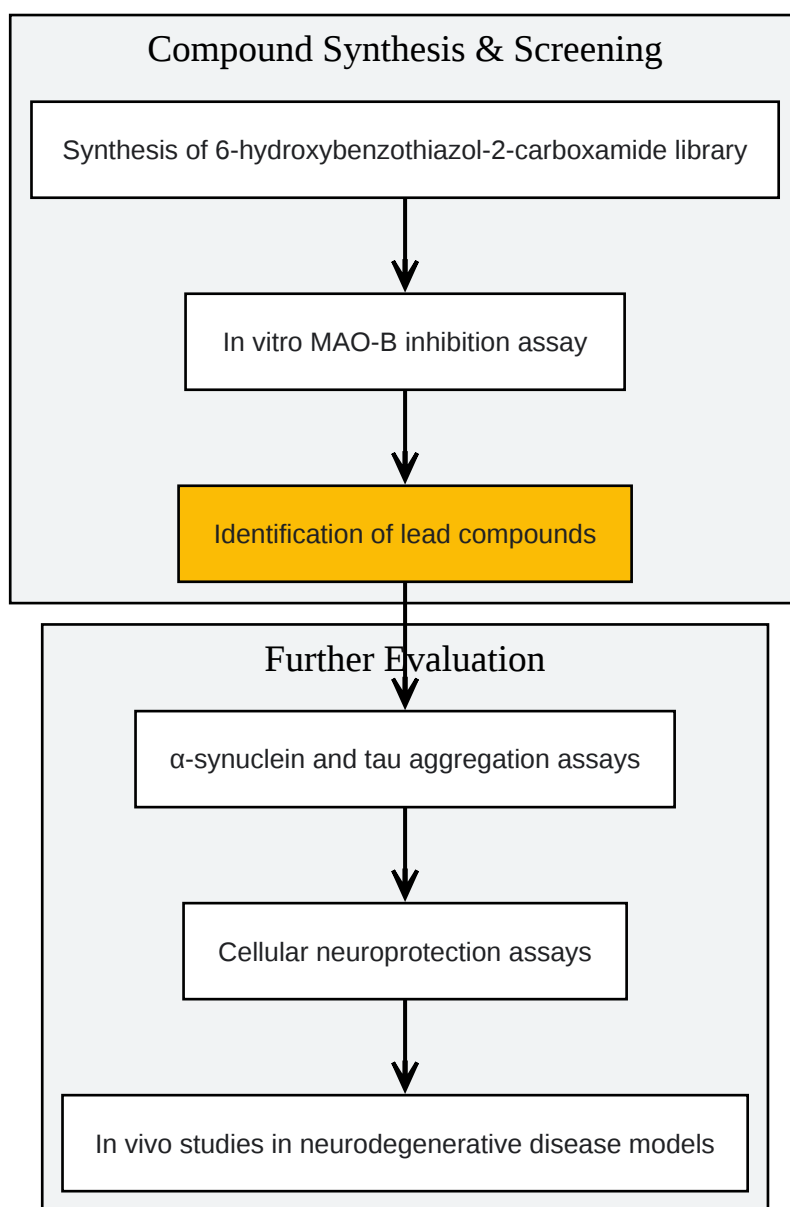 Compound Synthesis & Screening
Synthesis of 6-hydroxybenzothiazol-2-carboxamide library
In vitro MAO-B inhibition assay
Identification of lead compounds
Further Evaluation
α-synuclein and tau aggregation assays
Cellular neuroprotection assays
In vivo studies in neurodegenerative disease models